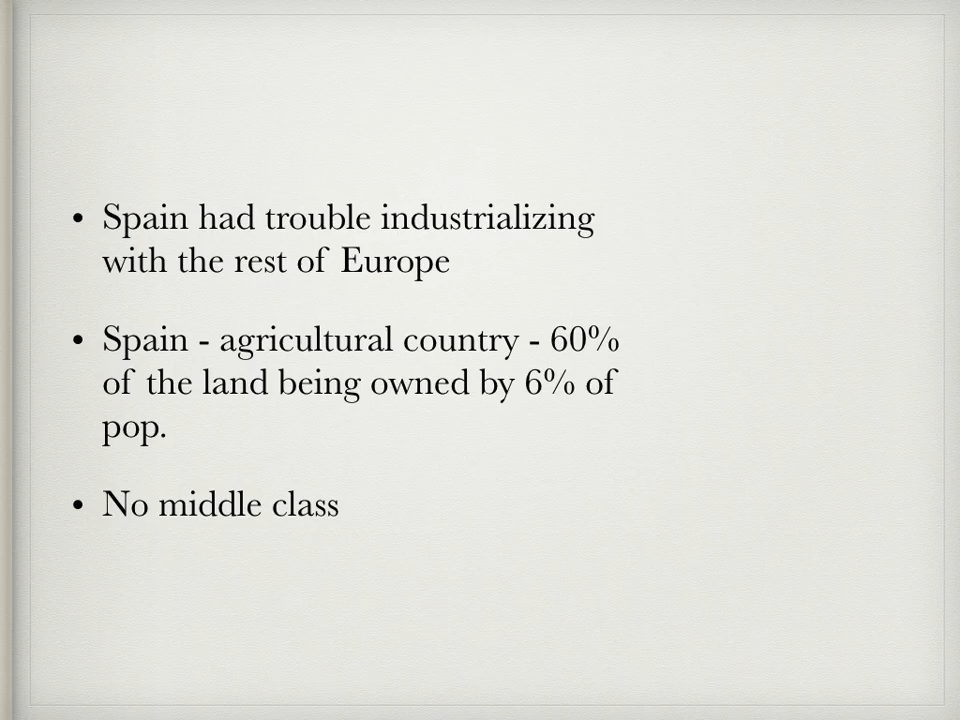 • Spain had trouble industrializing
with the rest of Europe
• Spain - agricultural country - 60%
of the land being owned by 6% of
pop.
• No middle class